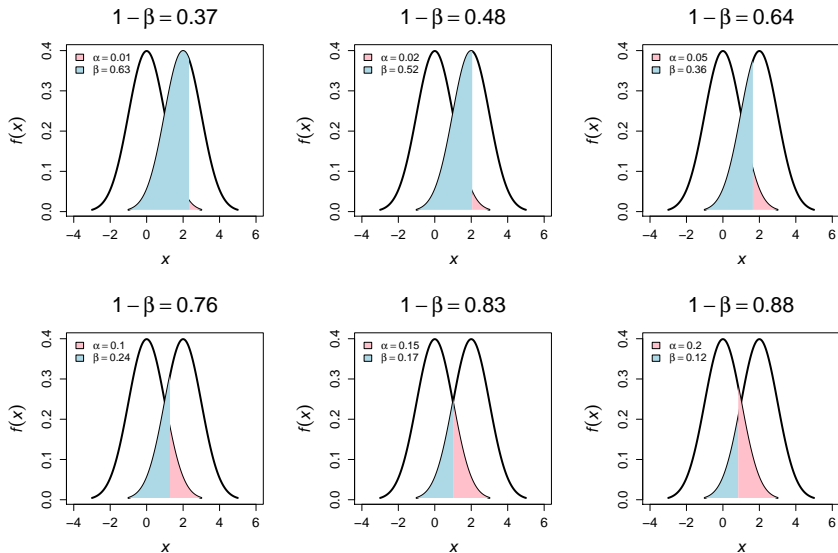 1 − β = 0.37
α = 0.01
β = 0.63
f(x)
0.0 0.1 0.2 0.3 0.4
−4 −2 0 2 4 6
x
1 − β = 0.48
α = 0.02
β = 0.52
f(x)
0.0 0.1 0.2 0.3 0.4
−4 −2 0 2 4 6
x
1 − β = 0.64
α = 0.05
β = 0.36
f(x)
0.0 0.1 0.2 0.3 0.4
−4 −2 0 2 4 6
x
1 − β = 0.76
α = 0.1
β = 0.24
f(x)
0.0 0.1 0.2 0.3 0.4
−4 −2 0 2 4 6
x
1 − β = 0.83
α = 0.15
β = 0.17
f(x)
0.0 0.1 0.2 0.3 0.4
−4 −2 0 2 4 6
x
1 − β = 0.88
α = 0.2
β = 0.12
f(x)
0.0 0.1 0.2 0.3 0.4
−4 −2 0 2 4 6
x